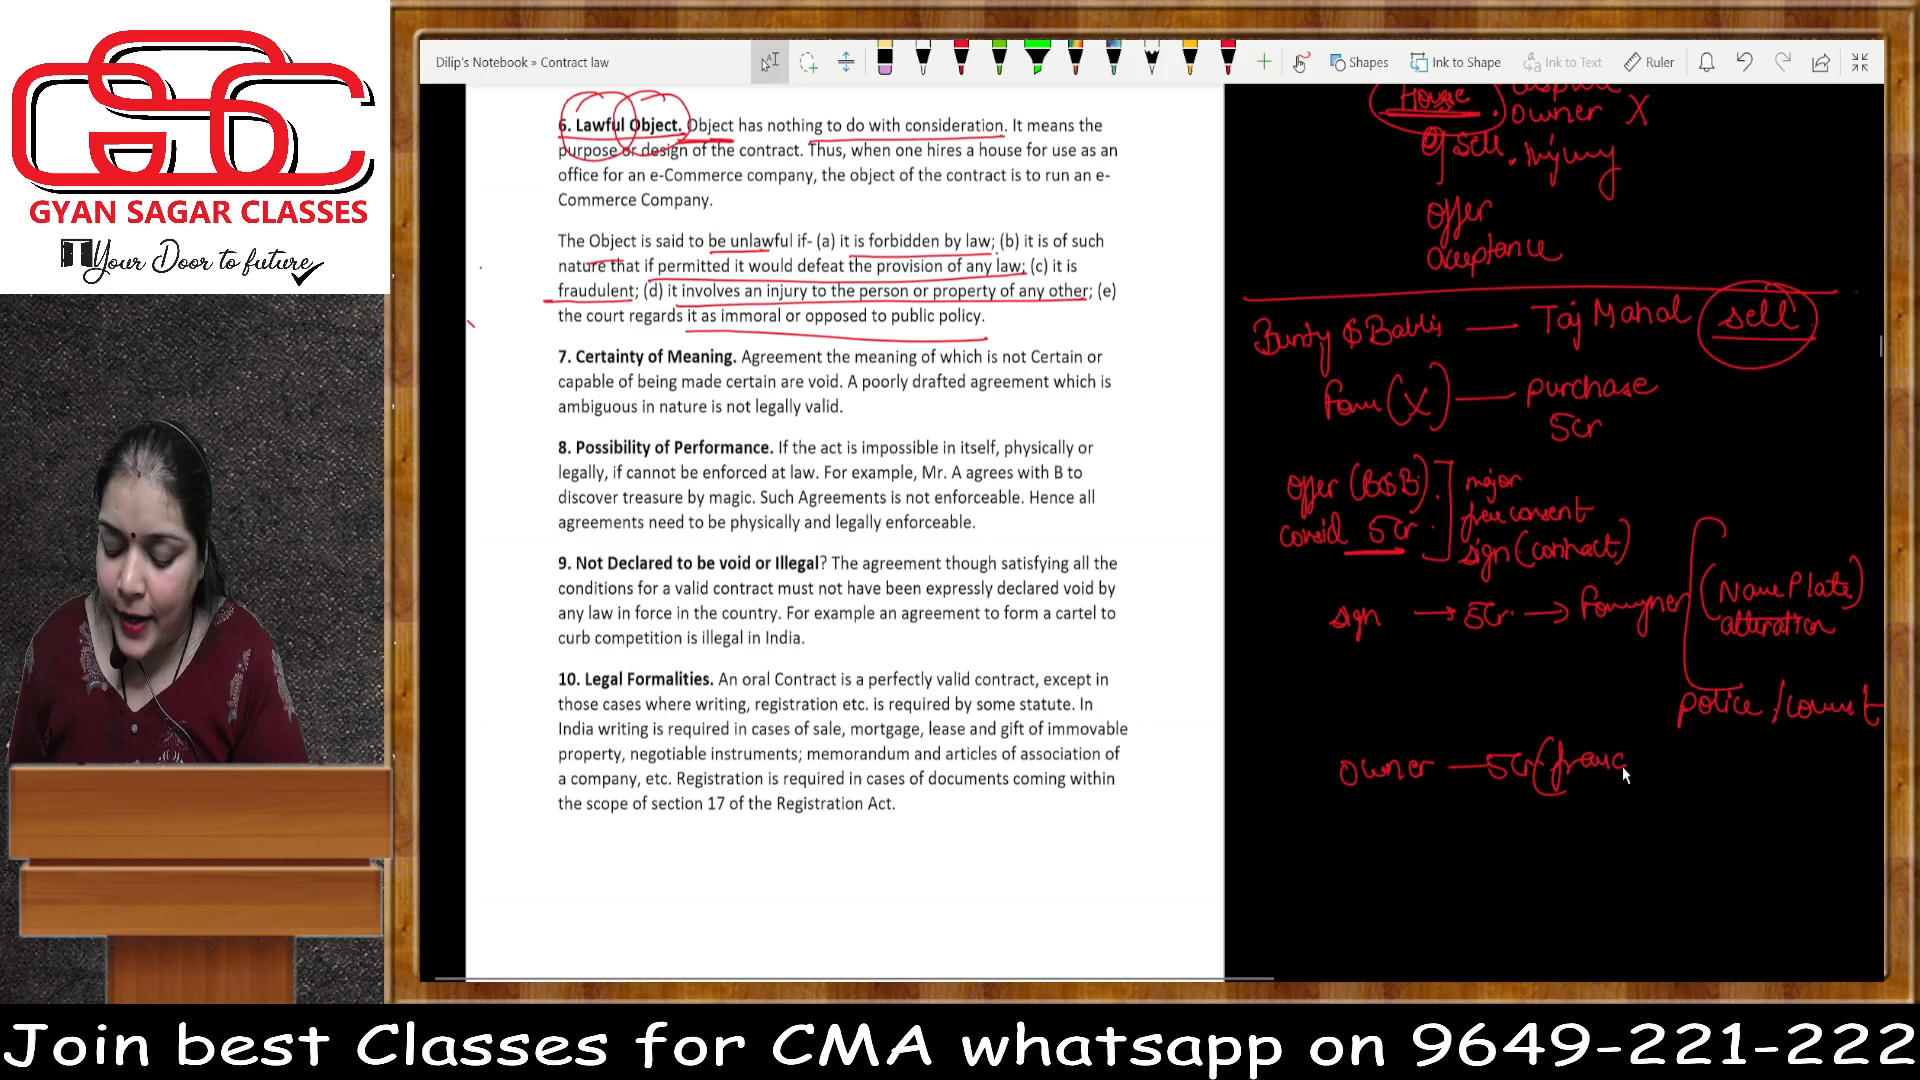 GSC
GYAN SAGAR CLASSES
Your Door to future
Dilip's Notebook » Contract law
Shapes
Ink to Shape
Ink to Text
Ruler
6. Lawful Object. Object has nothing to do with consideration. It means the
purpose or design of the contract. Thus, when one hires a house for use as an
office for an e-Commerce company, the object of the contract is to run an e-
Commerce Company.
The Object is said to be unlawful if- (a) it is forbidden by law; (b) it is of such
nature that if permitted it would defeat the provision of any law; (c) it is
fraudulent; (d) it involves an injury to the person or property of any other; (e)
the court regards it as immoral or opposed to public policy.
7. Certainty of Meaning. Agreement the meaning of which is not Certain or
capable of being made certain are void. A poorly drafted agreement which is
ambiguous in nature is not legally valid.
8. Possibility of Performance. If the act is impossible in itself, physically or
legally, if cannot be enforced at law. For example, Mr. A agrees with B to
discover treasure by magic. Such Agreements is not enforceable. Hence all
agreements need to be physically and legally enforceable.
9. Not Declared to be void or Illegal? The agreement though satisfying all the
conditions for a valid contract must not have been expressly declared void by
any law in force in the country. For example an agreement to form a cartel to
curb competition is illegal in India.
10. Legal Formalities. An oral Contract is a perfectly valid contract, except in
those cases where writing, registration etc. is required by some statute. In
India writing is required in cases of sale, mortgage, lease and gift of immovable
property, negotiable instruments; memorandum and articles of association of
a company, etc. Registration is required in cases of documents coming within
the scope of section 17 of the Registration Act.
House
Owner X
sell . injury
offer
acceptance
Bunty $ Babli — Taj Mahal sell
(X) — purchase
5cr
offer (B$B)
consid 5cr
major
free consent
sign (contract)
sign → 5cr →
(Name Plate)
alteration
police /
owner — 5cr (
Join best Classes for CMA whatsapp on 9649-221-222